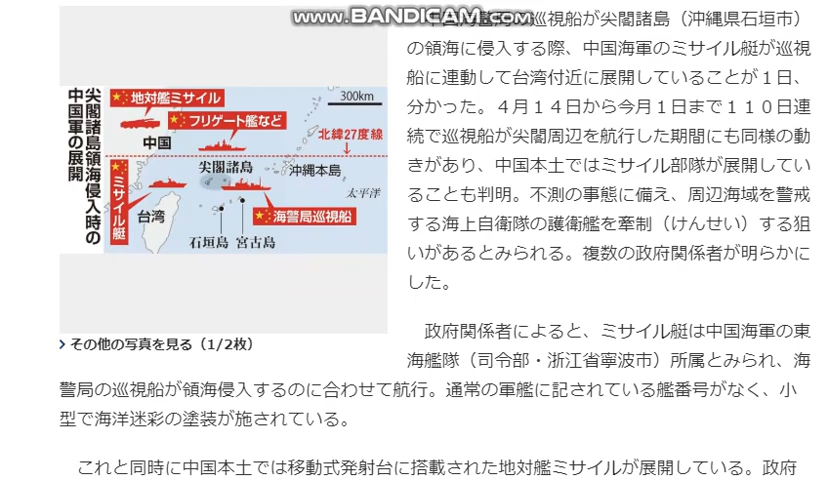 www.BANDICAM.com
中国海警局の巡視船が尖閣諸島（沖縄県石垣市）
の領海に侵入する際、中国海軍のミサイル艇が巡視
船に連動して台湾付近に展開していることが１日、
分かった。４月１４日から今月１日まで１１０日連
続で巡視船が尖閣周辺を航行した期間にも同様の動
きがあり、中国本土ではミサイル部隊が展開してい
ることも判明。不測の事態に備え、周辺海域を警戒
する海上自衛隊の護衛艦を牽制（けんせい）する狙
いがあるとみられる。複数の政府関係者が明らかに
した。
尖閣諸島領海侵入時の
中国軍の展開
地対艦ミサイル
300km
フリゲート艦など
北緯27度線
中国
尖閣諸島
沖縄本島
ミサイル艇
太平洋
台湾
海警局巡視船
石垣島
宮古島
その他の写真を見る（1/2枚）
政府関係者によると、ミサイル艇は中国海軍の東
海艦隊（司令部・浙江省寧波市）所属とみられ、海
警局の巡視船が領海侵入するのに合わせて航行。通常の軍艦に記されている艦番号がなく、小
型で海洋迷彩の塗装が施されている。
これと同時に中国本土では移動式発射台に搭載された地対艦ミサイルが展開している。政府